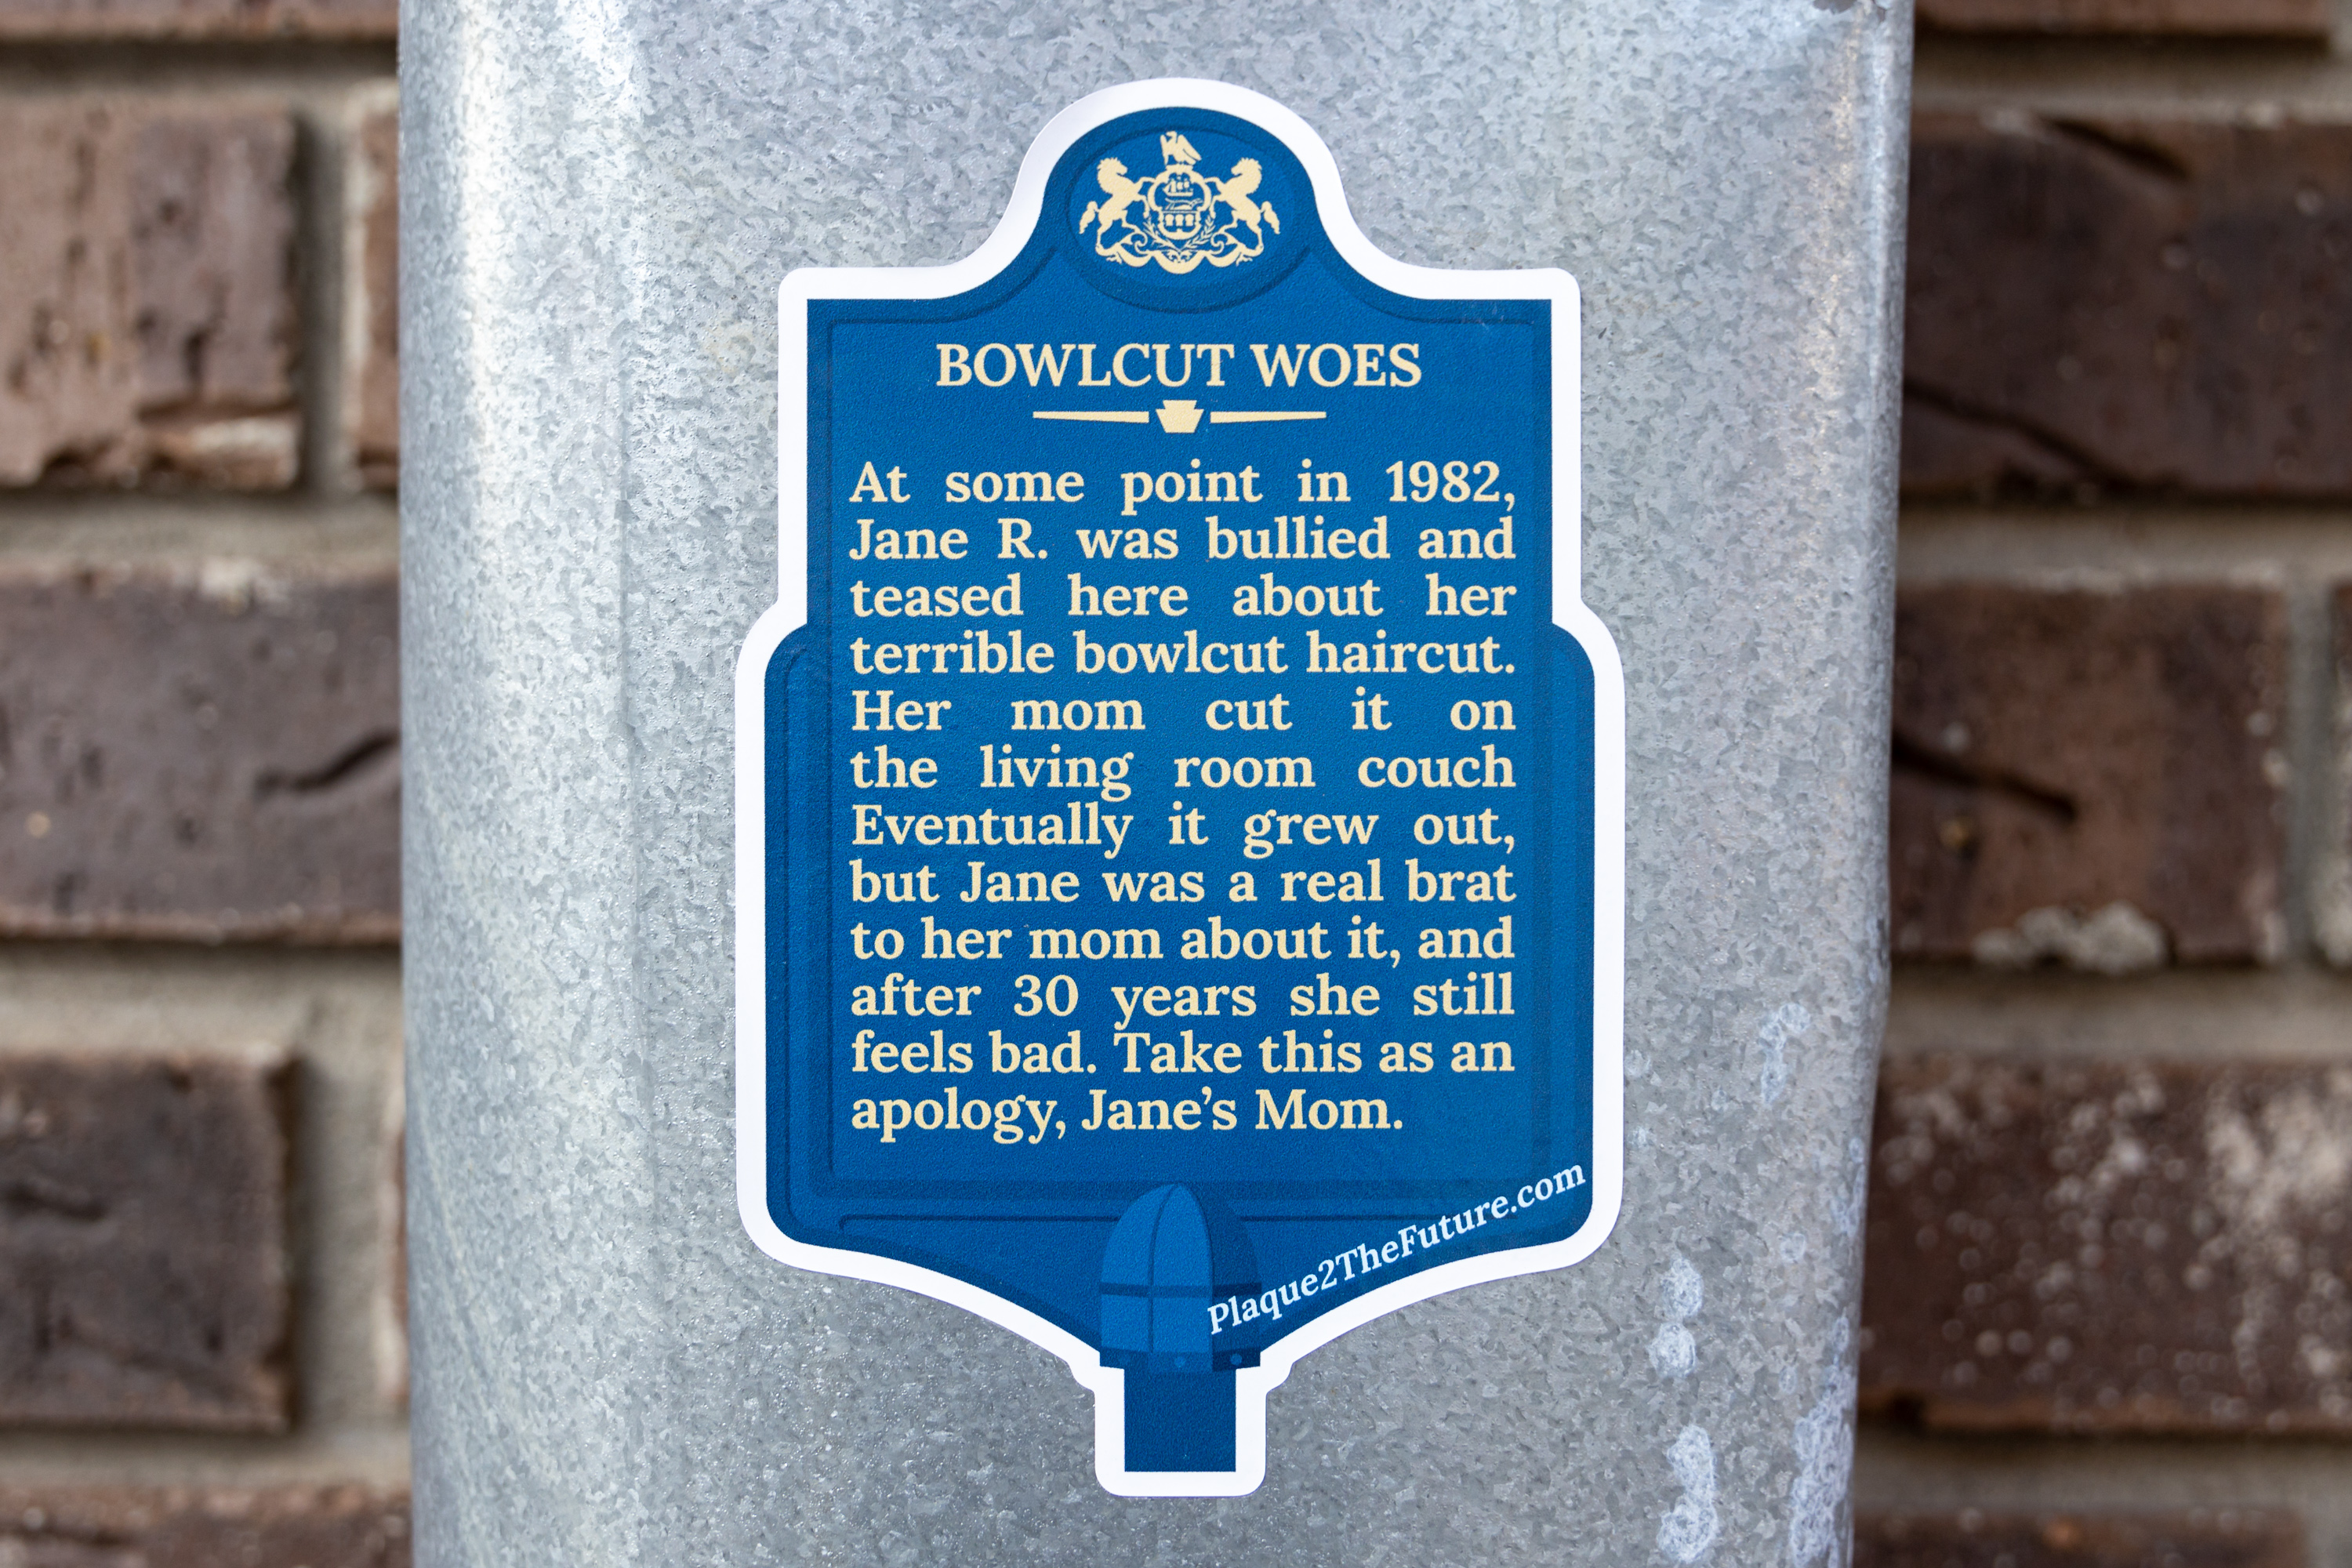 BOWLCUT WOES
At some point in 1982,
Jane R. was bullied and
teased here about her
terrible bowlcut haircut.
Her mom cut it on
the living room couch
Eventually it grew out,
but Jane was a real brat
to her mom about it, and
after 30 years she still
feels bad. Take this as an
apology, Jane’s Mom.
Plaque2TheFuture.com